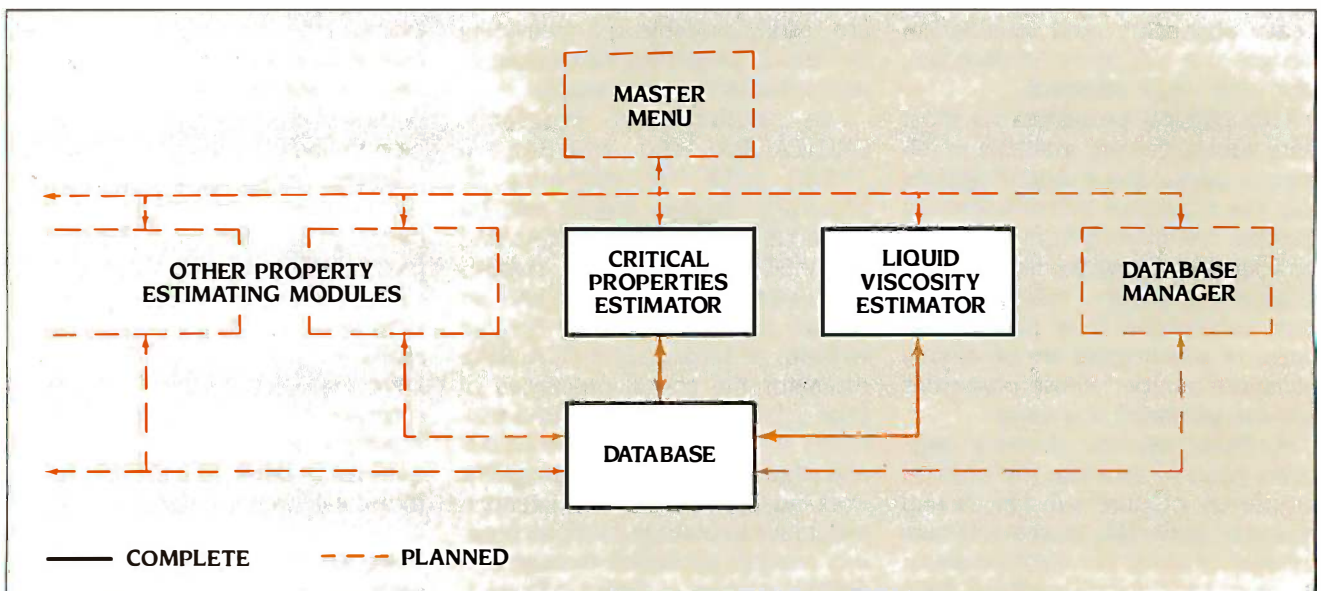 MASTER
MENU
OTHER PROPERTY
ESTIMATING MODULES
CRITICAL
PROPERTIES
ESTIMATOR
LIQUID
VISCOSITY
ESTIMATOR
DATABASE
MANAGER
DATABASE
COMPLETE
PLANNED